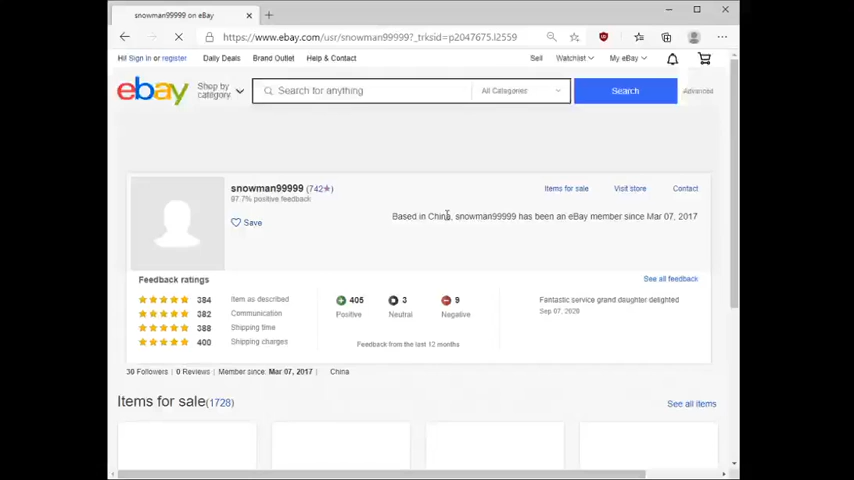 snowman99999 on eBay
https://www.ebay.com/usr/snowman99999?_trksid=p2047675.l2559
Hi! Sign in or register Daily Deals Brand Outlet Help & Contact Sell Watchlist My eBay
ebay Shop by category Search for anything All Categories Search Advanced
snowman99999 (742★) Items for sale Visit store Contact
97.7% positive feedback
Based in China, snowman99999 has been an eBay member since Mar 07, 2017
Save
Feedback ratings See all feedback
384 Item as described 405 3 9 Fantastic service grand daughter delighted
382 Communication Positive Neutral Negative Sep 07, 2020
388 Shipping time
400 Shipping charges Feedback from the last 12 months
30 Followers | 0 Reviews | Member since: Mar 07, 2017 | China
Items for sale(1728) See all items